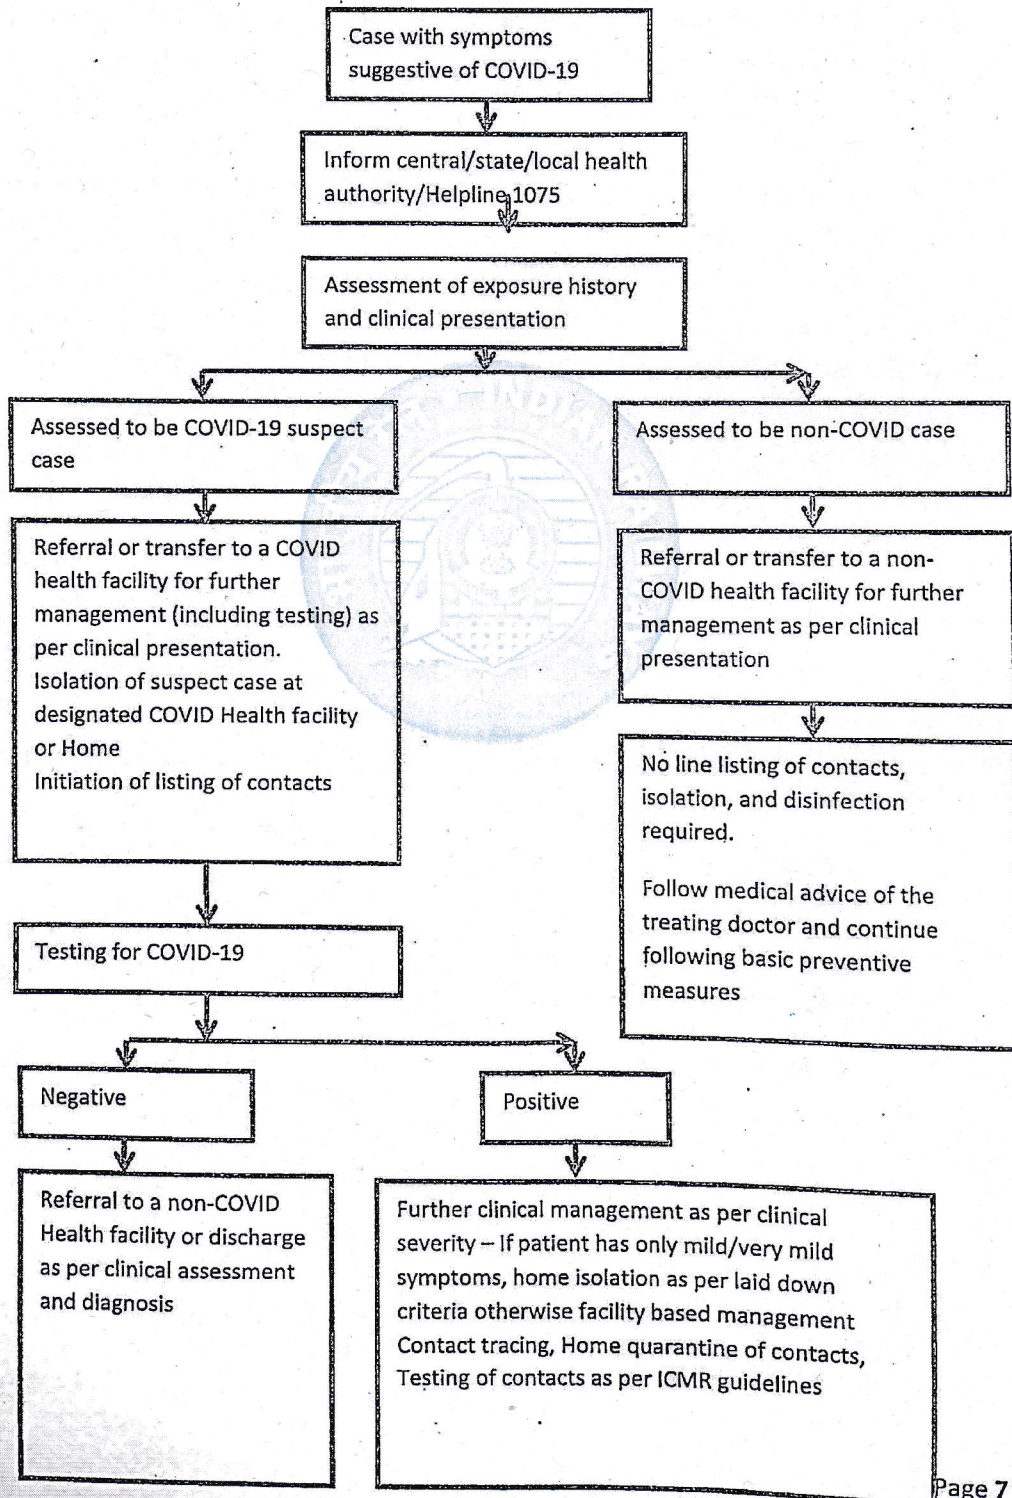 Case with symptoms
suggestive of COVID-19
Inform central/state/local health
authority/Helpline 1075
Assessment of exposure history
and clinical presentation
Assessed to be COVID-19 suspect
case
Assessed to be non-COVID case
Referral or transfer to a COVID
health facility for further
management (including testing) as
per clinical presentation.
Isolation of suspect case at
designated COVID Health facility
or Home
Initiation of listing of contacts
Referral or transfer to a non-
COVID health facility for further
management as per clinical
presentation
No line listing of contacts,
isolation, and disinfection
required.
Follow medical advice of the
treating doctor and continue
following basic preventive
measures
Testing for COVID-19
Negative
Positive
Referral to a non-COVID
Health facility or discharge
as per clinical assessment
and diagnosis
Further clinical management as per clinical
severity – If patient has only mild/very mild
symptoms, home isolation as per laid down
criteria otherwise facility based management
Contact tracing, Home quarantine of contacts,
Testing of contacts as per ICMR guidelines
Page 7